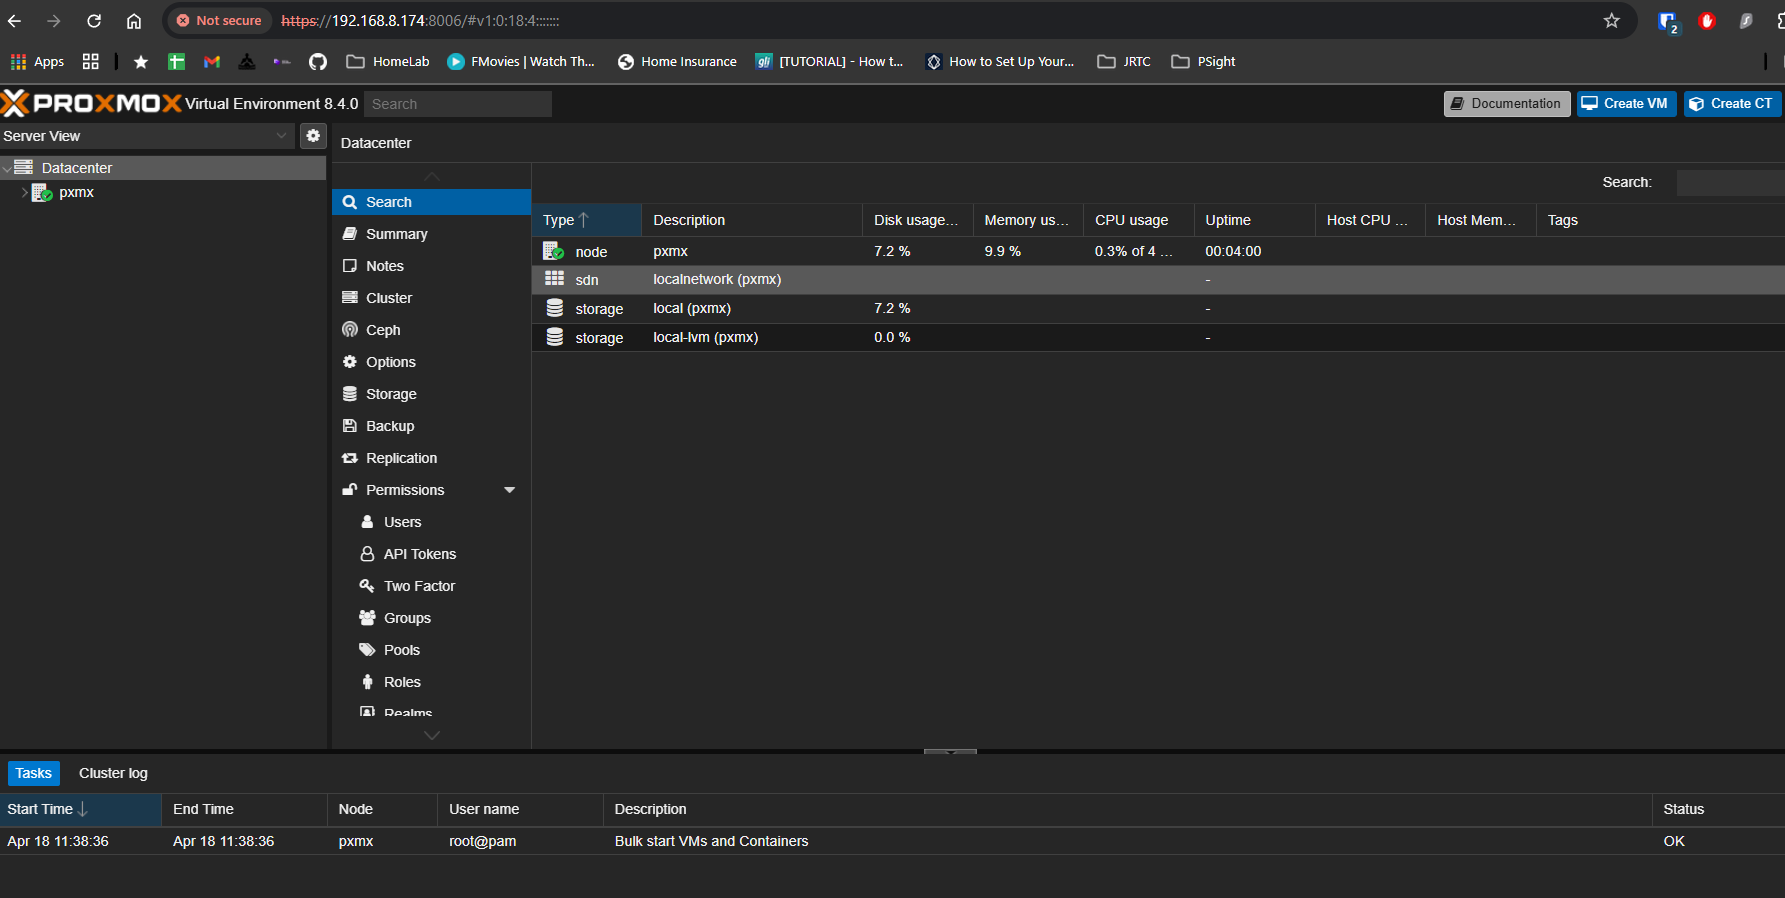 Not secure https://192.168.8.174:8006/#v1:0:18:4:::::::
2
Apps HomeLab FMovies | Watch Th... Home Insurance gli [TUTORIAL] - How t... How to Set Up Your... JRTC PSight
PROXMOX Virtual Environment 8.4.0 Search Documentation Create VM Create CT
Server View
Datacenter
pxmx
Datacenter
Search
Summary
Notes
Cluster
Ceph
Options
Storage
Backup
Replication
Permissions
Users
API Tokens
Two Factor
Groups
Pools
Roles
Realms
Search:
Type Description Disk usage... Memory us... CPU usage Uptime Host CPU ... Host Mem... Tags
node pxmx 7.2 % 9.9 % 0.3% of 4 ... 00:04:00
sdn localnetwork (pxmx) -
storage local (pxmx) 7.2 % -
storage local-lvm (pxmx) 0.0 % -
Tasks Cluster log
Start Time End Time Node User name Description Status
Apr 18 11:38:36 Apr 18 11:38:36 pxmx root@pam Bulk start VMs and Containers OK